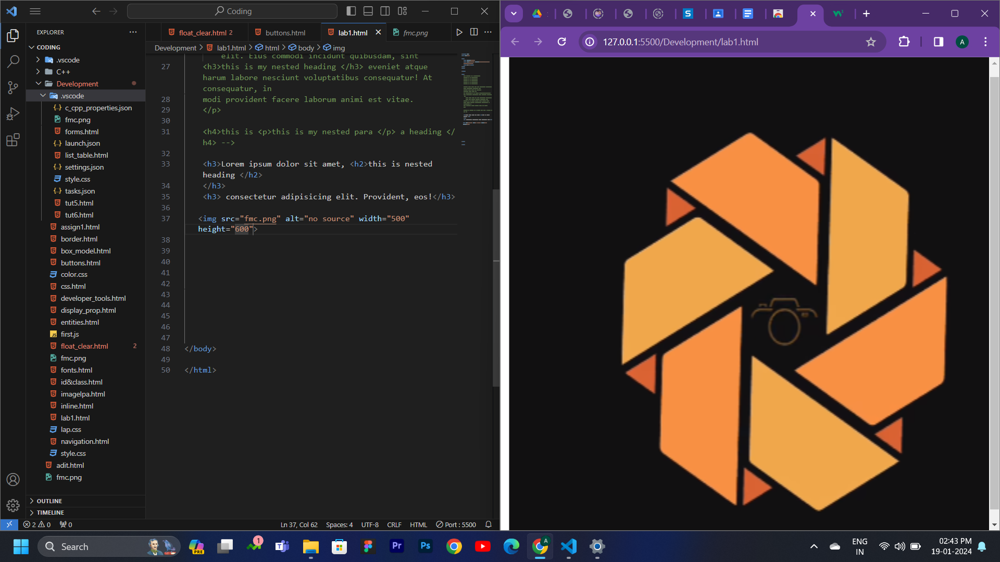 Coding
127.0.0.1:5500/Development/lab1.html
A
EXPLORER
float_clear.html 2
buttons.html
lab1.html
fmc.png
Development > lab1.html > html > body > img
CODING
.vscode
C++
Development
.vscode
c_cpp_properties.json
fmc.png
forms.html
launch.json
list_table.html
settings.json
style.css
tasks.json
tut5.html
tut6.html
assign1.html
border.html
box_model.html
buttons.html
color.css
css.html
developer_tools.html
display_prop.html
entities.html
first.js
float_clear.html 2
fmc.png
fonts.html
id&class.html
imagelpa.html
inline.html
lab1.html
lap.css
navigation.html
style.css
adit.html
fmc.png
OUTLINE
TIMELINE
elit. Eius commodi incidunt quibusdam, sint
27 <h3>this is my nested heading </h3> eveniet atque
harum labore nesciunt voluptatibus consequatur! At
consequatur, in
28 modi provident facere laborum animi est vitae.
29 </p>
30
31 <h4>this is <p>this is my nested para </p> a heading </
h4> -->
32
33 <h3>Lorem ipsum dolor sit amet, <h2>this is nested
heading </h2>
34 </h3>
35 <h3> consectetur adipisicing elit. Provident, eos!</h3>
36
37 <img src="fmc.png" alt="no source" width="500"
height="600">
38
39
40
41
42
43
44
45
46
47
48 </body>
49
50 </html>
2 0 0
Ln 37, Col 62 Spaces: 4 UTF-8 CRLF HTML Port : 5500
Search
PRE
1
Pr
Ps
A
ENG
IN
02:43 PM
19-01-2024